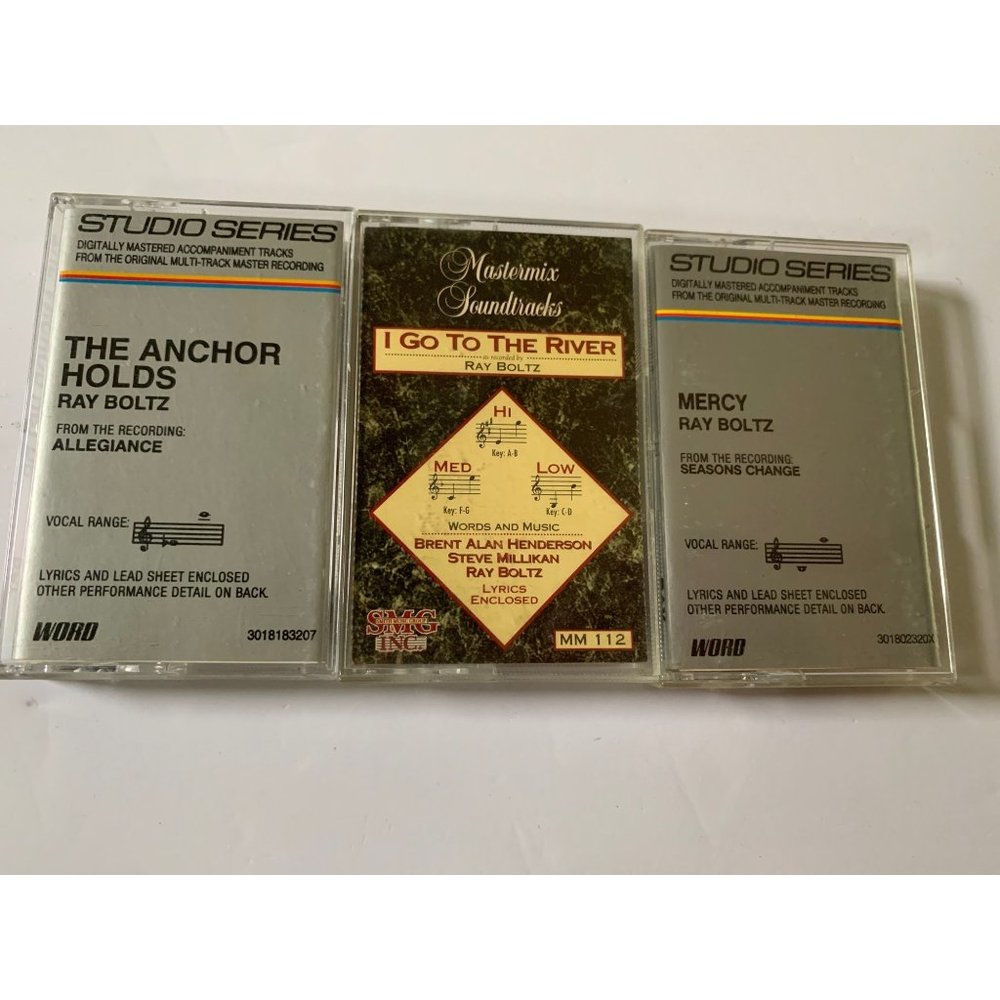 STUDIO SERIES
DIGITALLY MASTERED ACCOMPANIMENT TRACKS
FROM THE ORIGINAL MULTI-TRACK MASTER RECORDING
THE ANCHOR
HOLDS
RAY BOLTZ
FROM THE RECORDING:
ALLEGIANCE
VOCAL RANGE:
LYRICS AND LEAD SHEET ENCLOSED
OTHER PERFORMANCE DETAIL ON BACK.
WORD 3018183207
Mastermix
Soundtracks
I GO TO THE RIVER
as recorded by
RAY BOLTZ
HI
Key: A-B
MED LOW
Key: F-G Key: C-D
WORDS AND MUSIC
BRENT ALAN HENDERSON
STEVE MILLIKAN
RAY BOLTZ
LYRICS
ENCLOSED
SMG
INC.
MM 112
STUDIO SERIES
DIGITALLY MASTERED ACCOMPANIMENT TRACKS
FROM THE ORIGINAL MULTI-TRACK MASTER RECORDING
MERCY
RAY BOLTZ
FROM THE RECORDING:
SEASONS CHANGE
VOCAL RANGE:
LYRICS AND LEAD SHEET ENCLOSED
OTHER PERFORMANCE DETAIL ON BACK.
WORD 301802320X